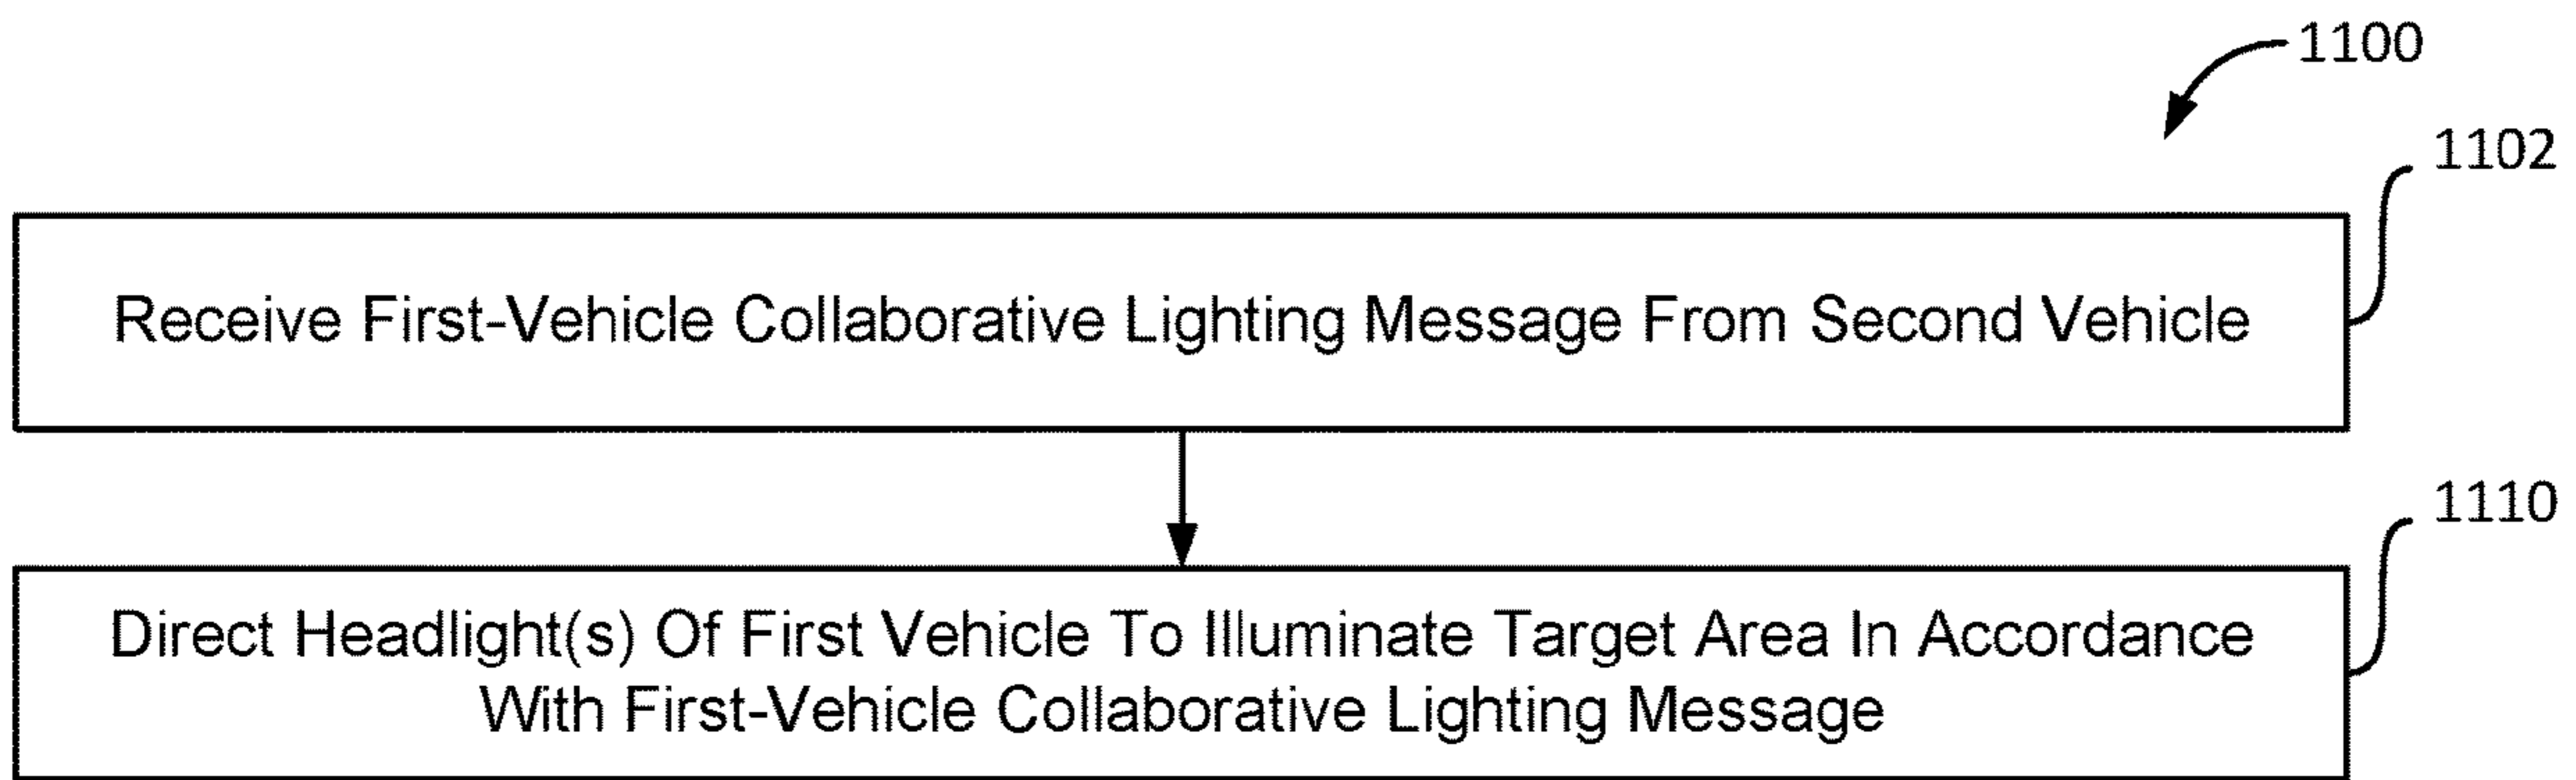 1100
1102
Receive First-Vehicle Collaborative Lighting Message From Second Vehicle
1110
Direct Headlight(s) Of First Vehicle To Illuminate Target Area In Accordance
With First-Vehicle Collaborative Lighting Message